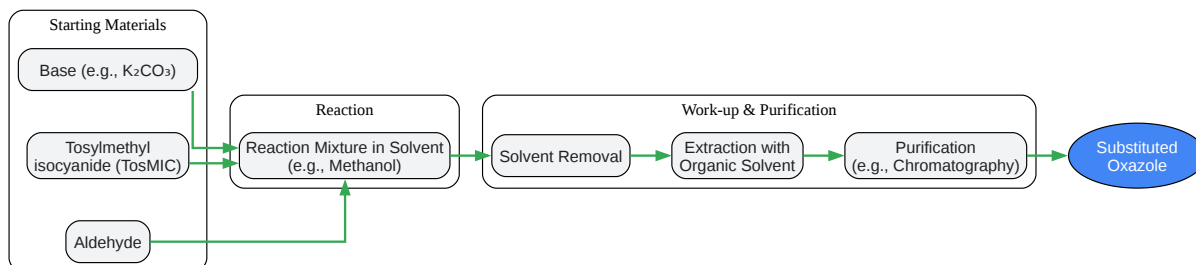 Starting Materials
Base (e.g., K₂CO₃)
Tosylmethyl
isocyanide (TosMIC)
Aldehyde
Reaction
Reaction Mixture in Solvent
(e.g., Methanol)
Work-up & Purification
Solvent Removal
Extraction with
Organic Solvent
Purification
(e.g., Chromatography)
Substituted
Oxazole